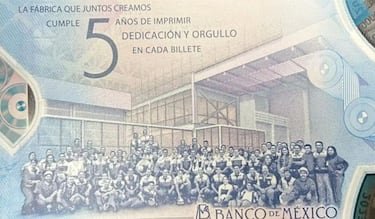 LA FÁBRICA QUE JUNTOS CREAMOS
CUMPLE 5 AÑOS DE IMPRIMIR
DEDICACIÓN Y ORGULLO
EN CADA BILLETE
BANCO DE MÉXICO